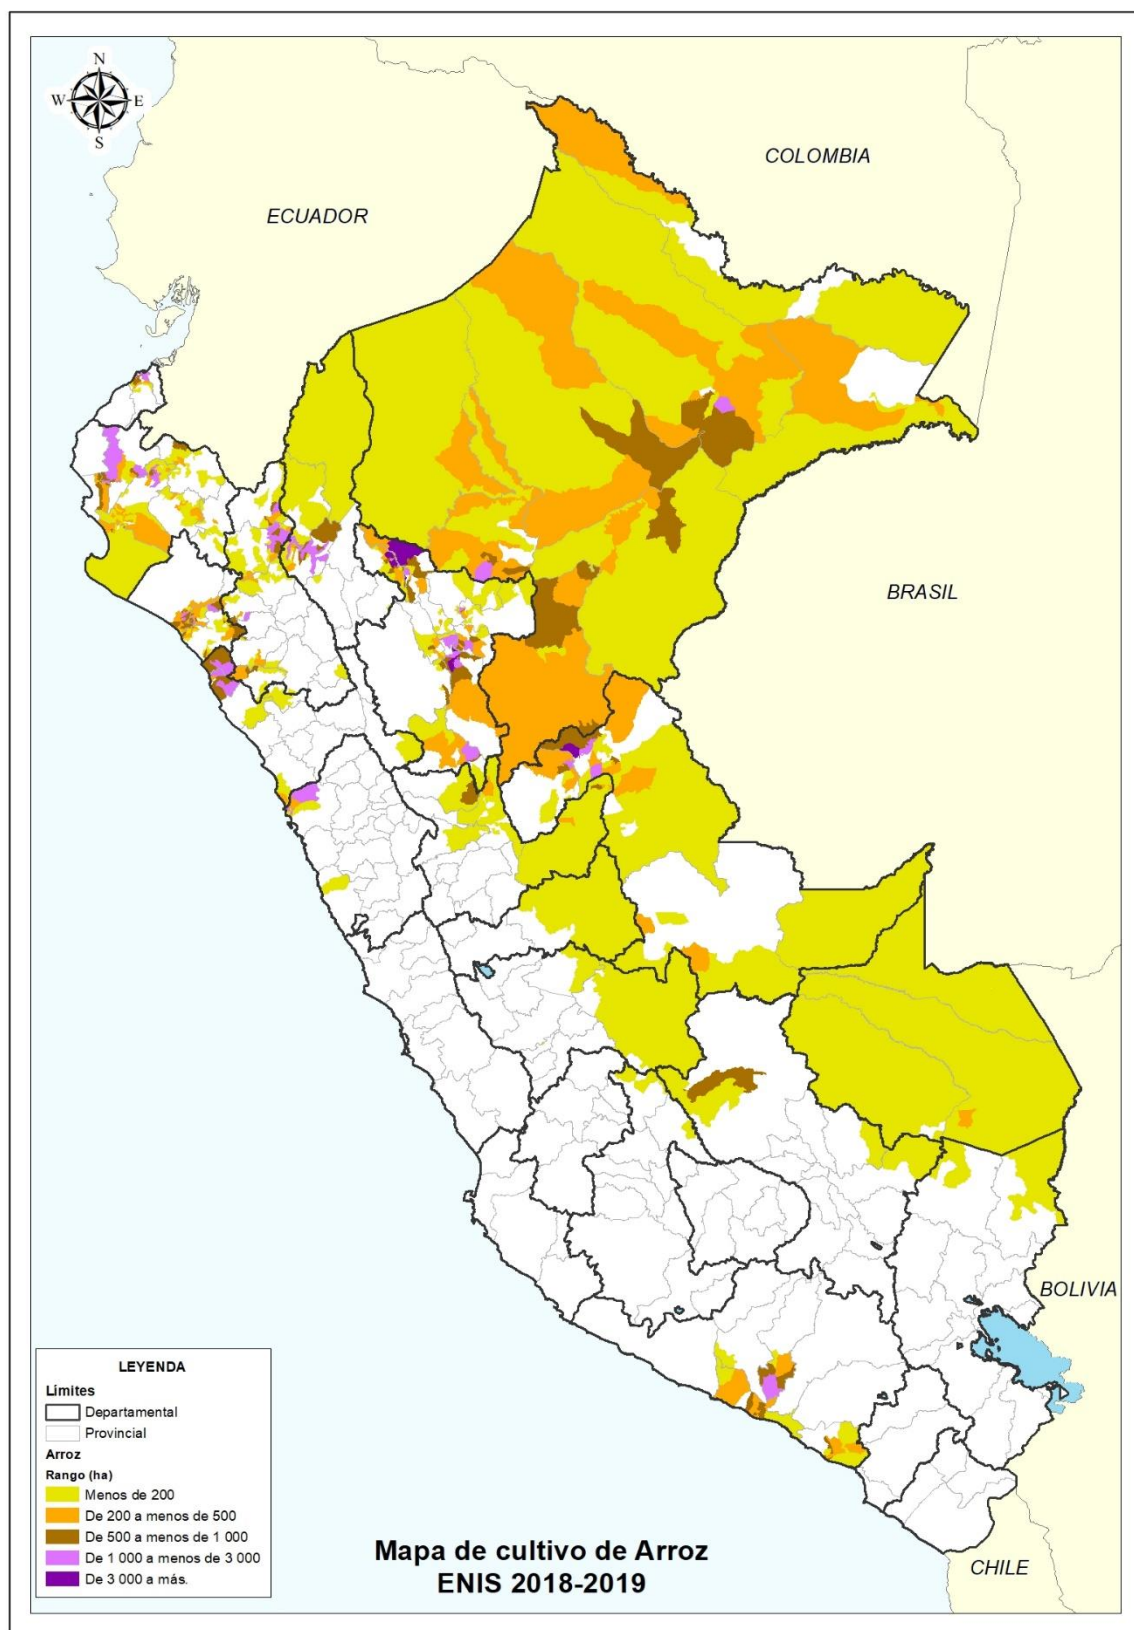 N
W E
S
COLOMBIA
ECUADOR
BRASIL
BOLIVIA
LEYENDA
Límites
Departamental
Provincial
Arroz
Rango (ha)
Menos de 200
De 200 a menos de 500
De 500 a menos de 1 000
De 1 000 a menos de 3 000
De 3 000 a más.
Mapa de cultivo de Arroz
ENIS 2018-2019
CHILE